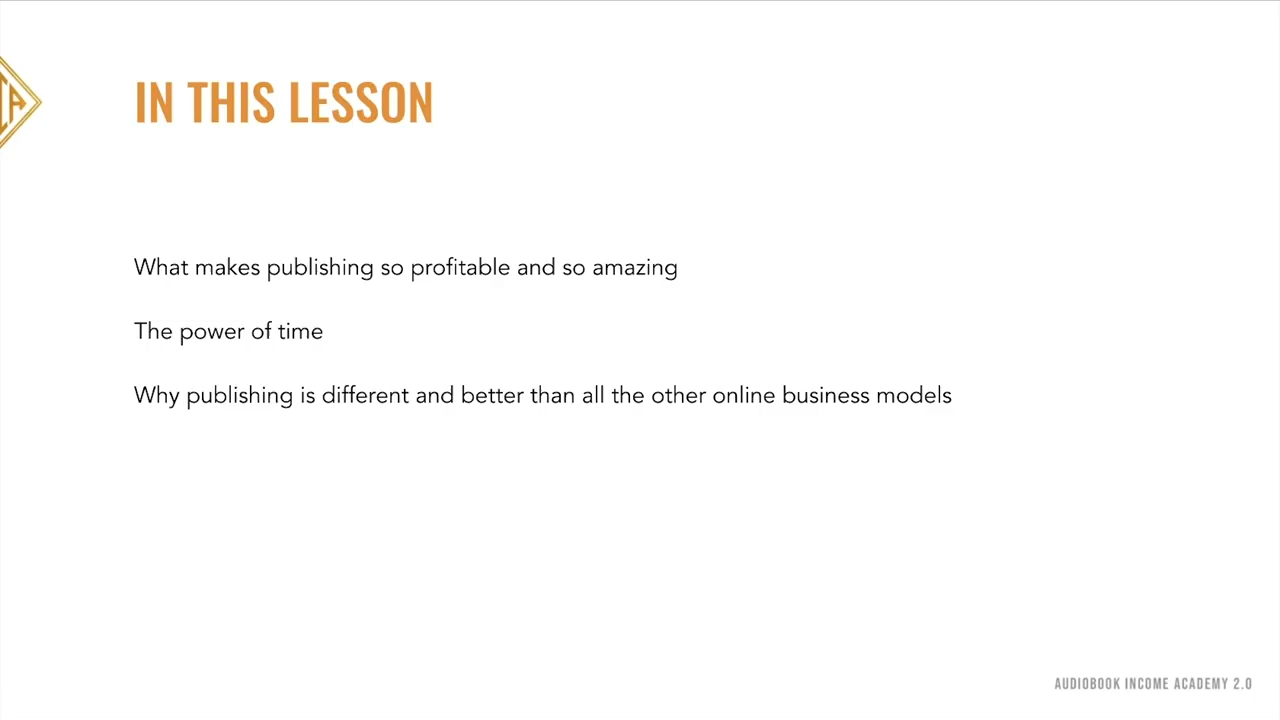 IN THIS LESSON
What makes publishing so profitable and so amazing
The power of time
Why publishing is different and better than all the other online business models
AUDIOBOOK INCOME ACADEMY 2.0